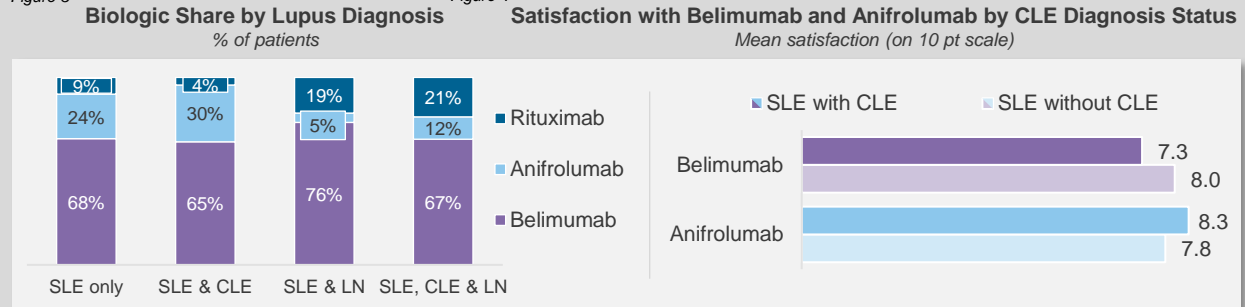 Biologic Share by Lupus Diagnosis
% of patients
9%
4%
19%
21%
24%
30%
5%
12%
68%
65%
76%
67%
SLE only
SLE & CLE
SLE & LN
SLE, CLE & LN
Rituximab
Anifrolumab
Belimumab
Satisfaction with Belimumab and Anifrolumab by CLE Diagnosis Status
Mean satisfaction (on 10 pt scale)
SLE with CLE
SLE without CLE
Belimumab
7.3
8.0
Anifrolumab
8.3
7.8